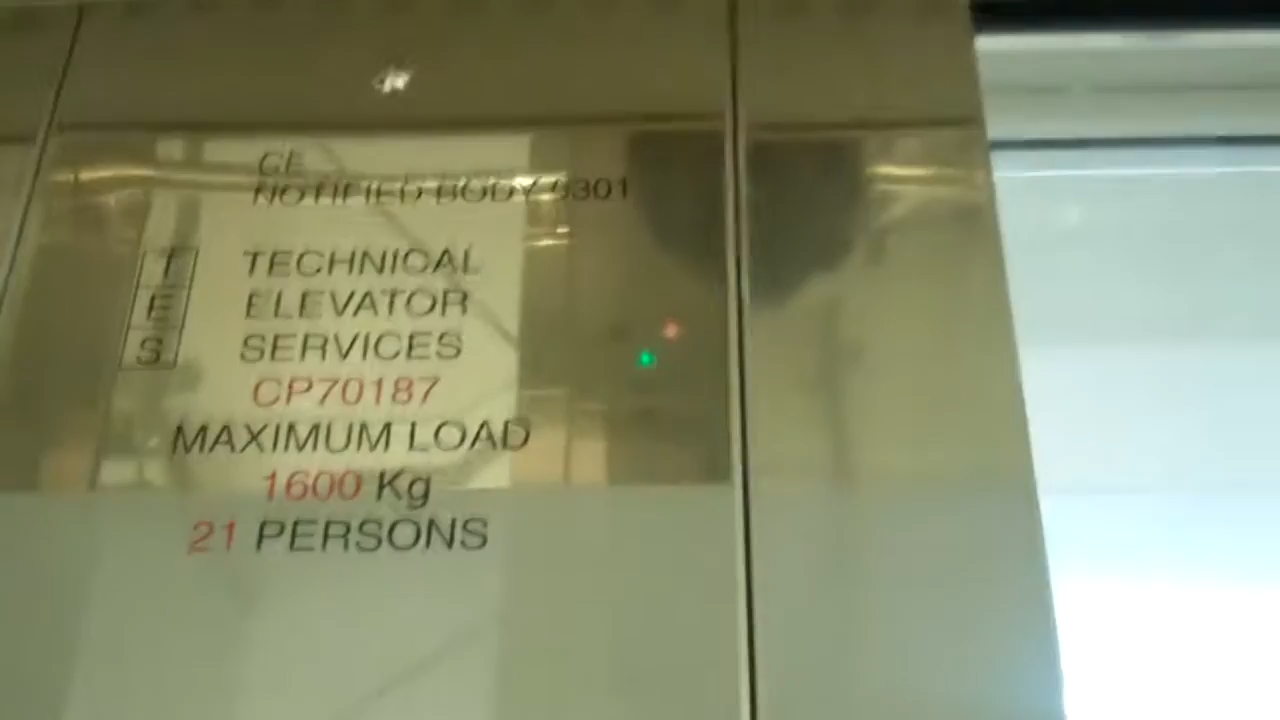 CE
NOTIFIED BODY 0301
T TECHNICAL
E ELEVATOR
S SERVICES
CP70187
MAXIMUM LOAD
1600 Kg
21 PERSONS